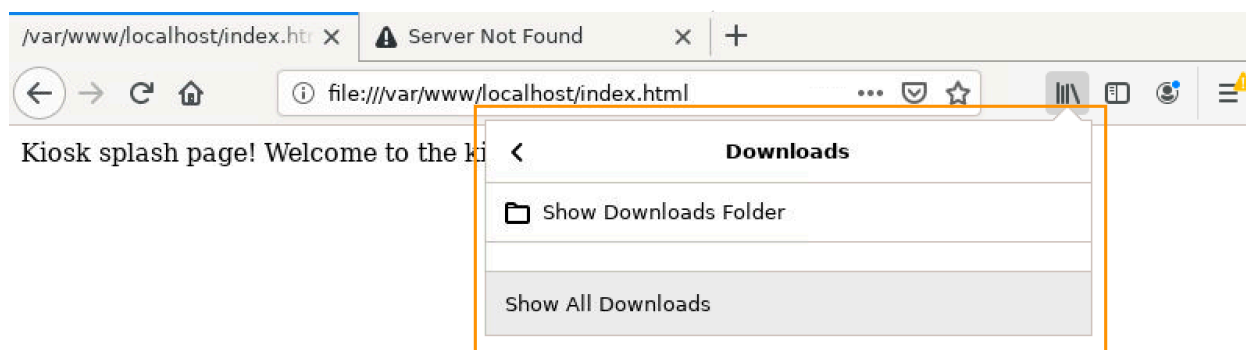 /var/www/localhost/index.htm
Server Not Found
file:///var/www/localhost/index.html
Kiosk splash page! Welcome to the ki
Downloads
Show Downloads Folder
Show All Downloads